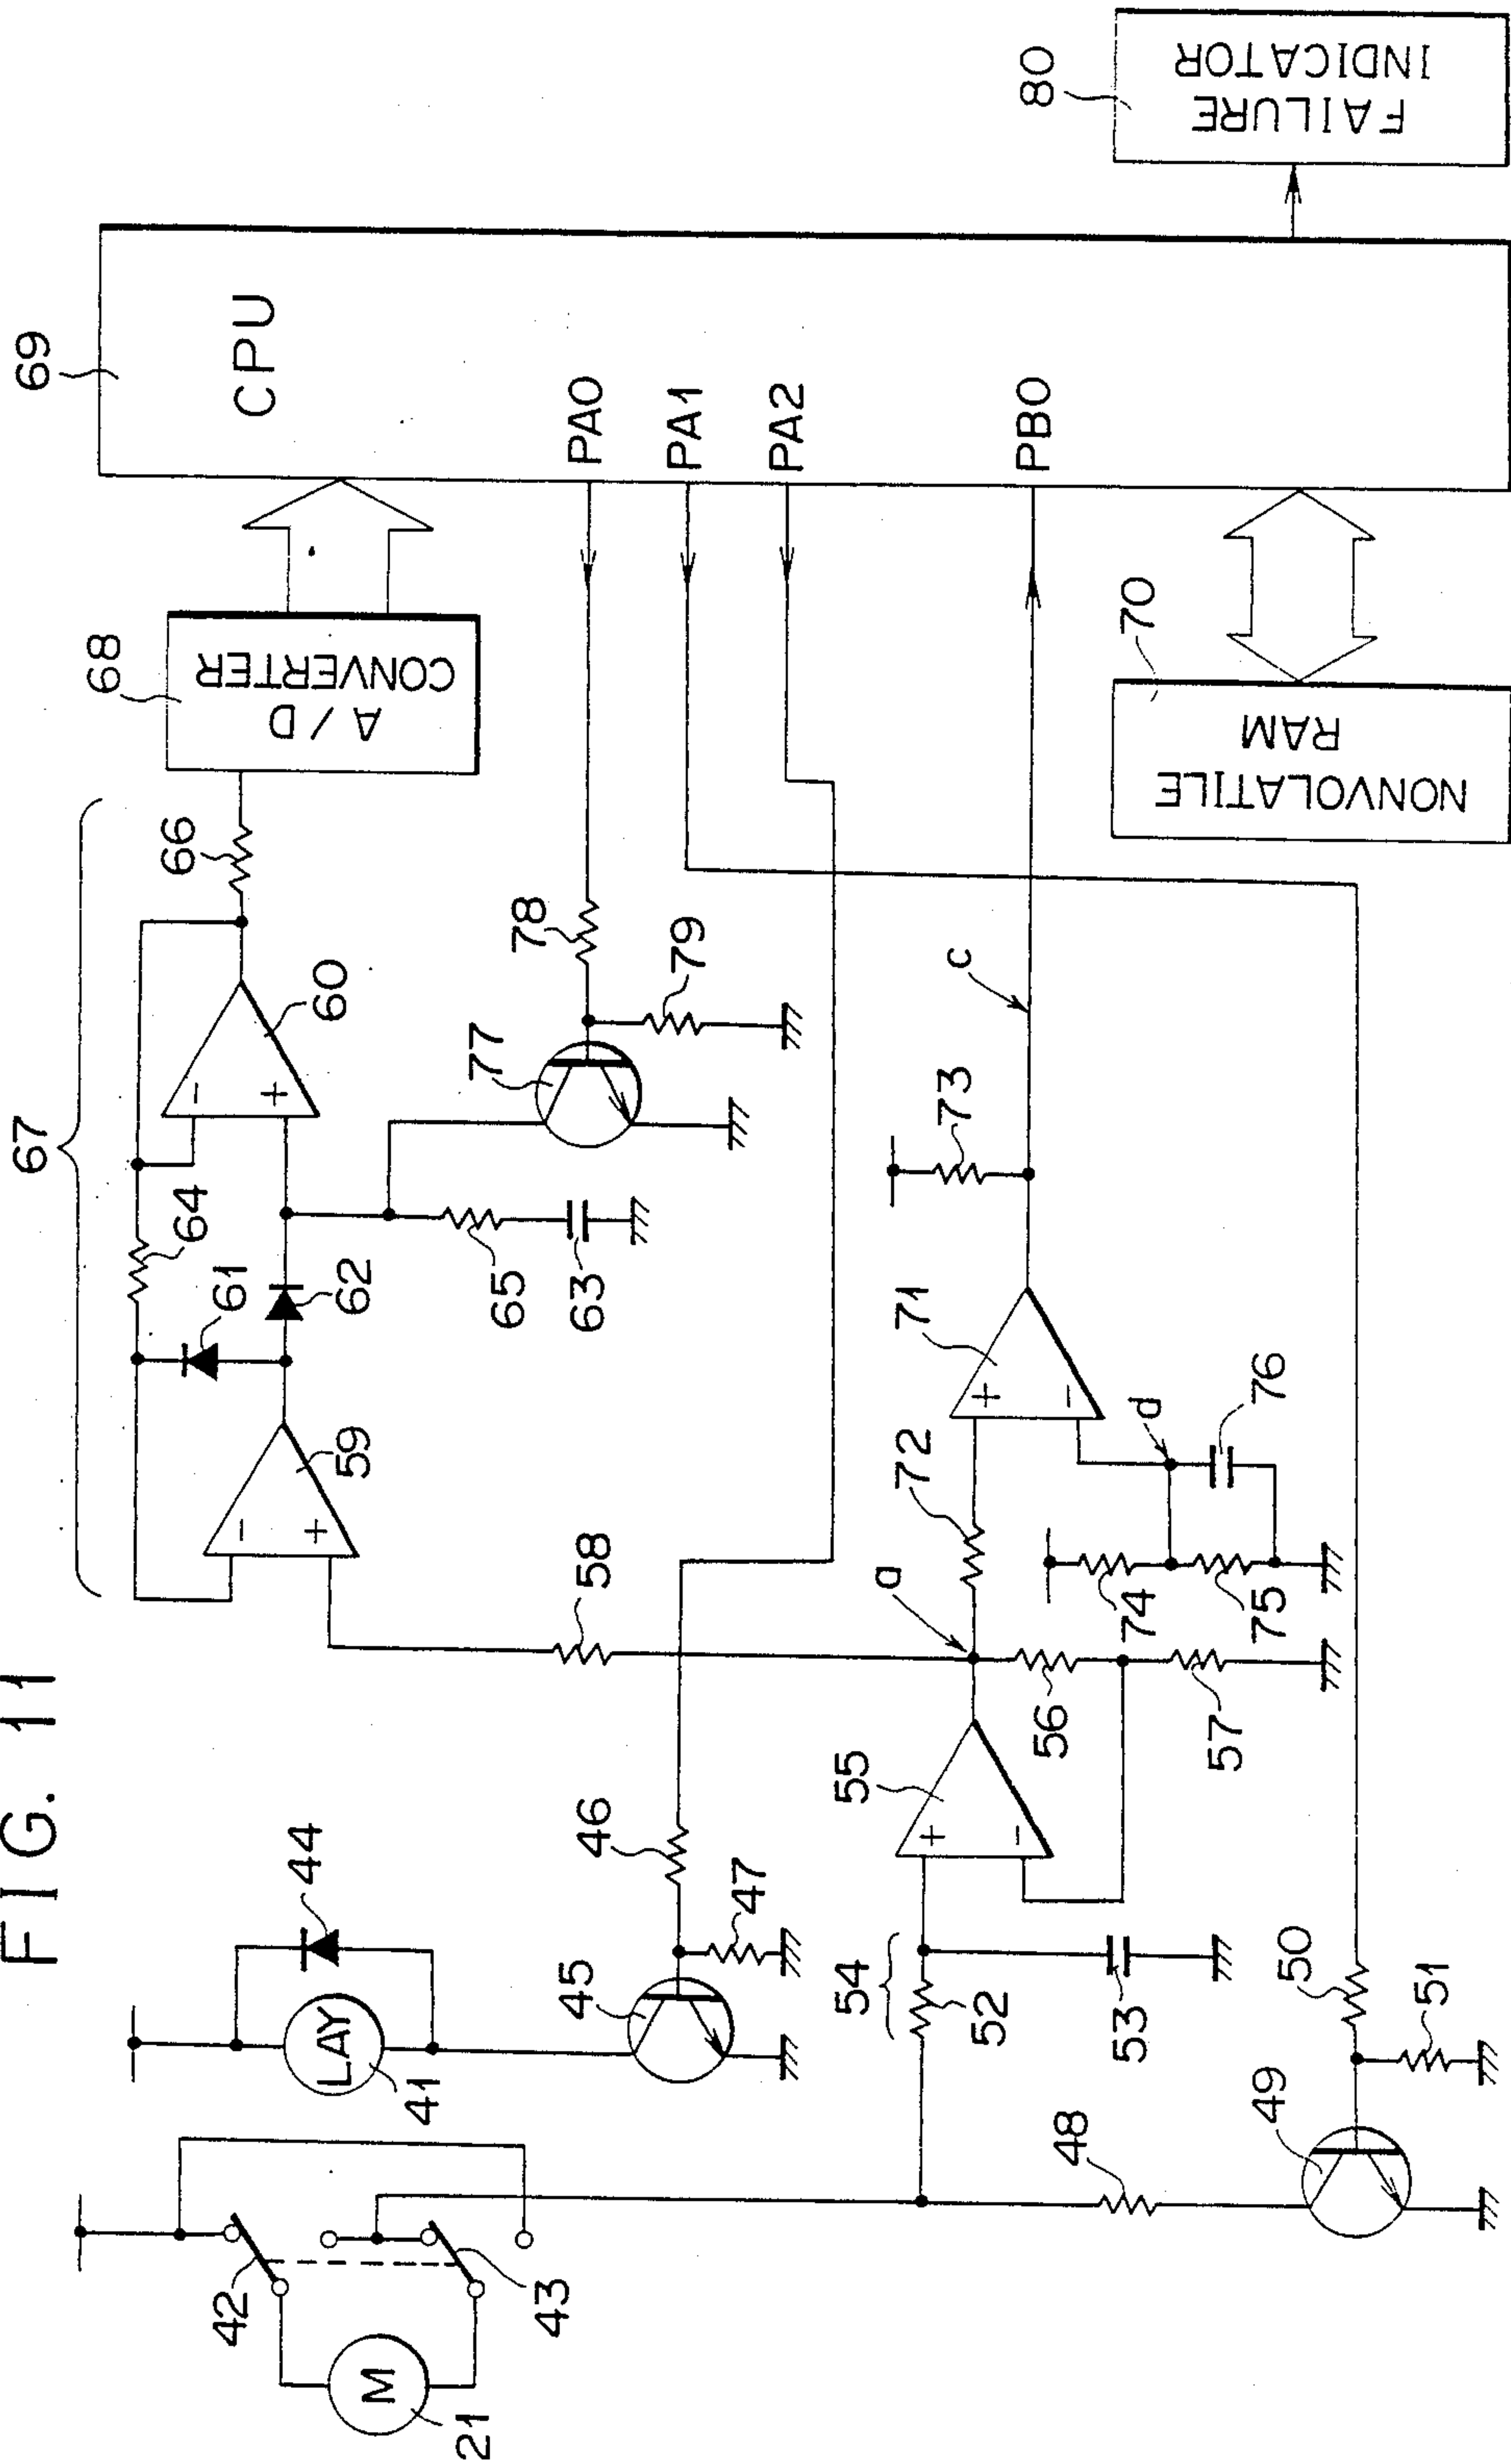 FIG. 11
67
69
64
66
68
A/D
CONVERTER
CPU
61
60
59
62
44
LAY
41
42
M
21
43
65
63
77
78
79
PA0
PA1
PA2
58
46
45
47
54
52
53
55
56
57
a
72
71
73
c
PB0
74
75
d
76
70
NONVOLATILE
RAM
80
FAILURE
INDICATOR
48
49
50
51
+
-
+
-
+
-
+
-